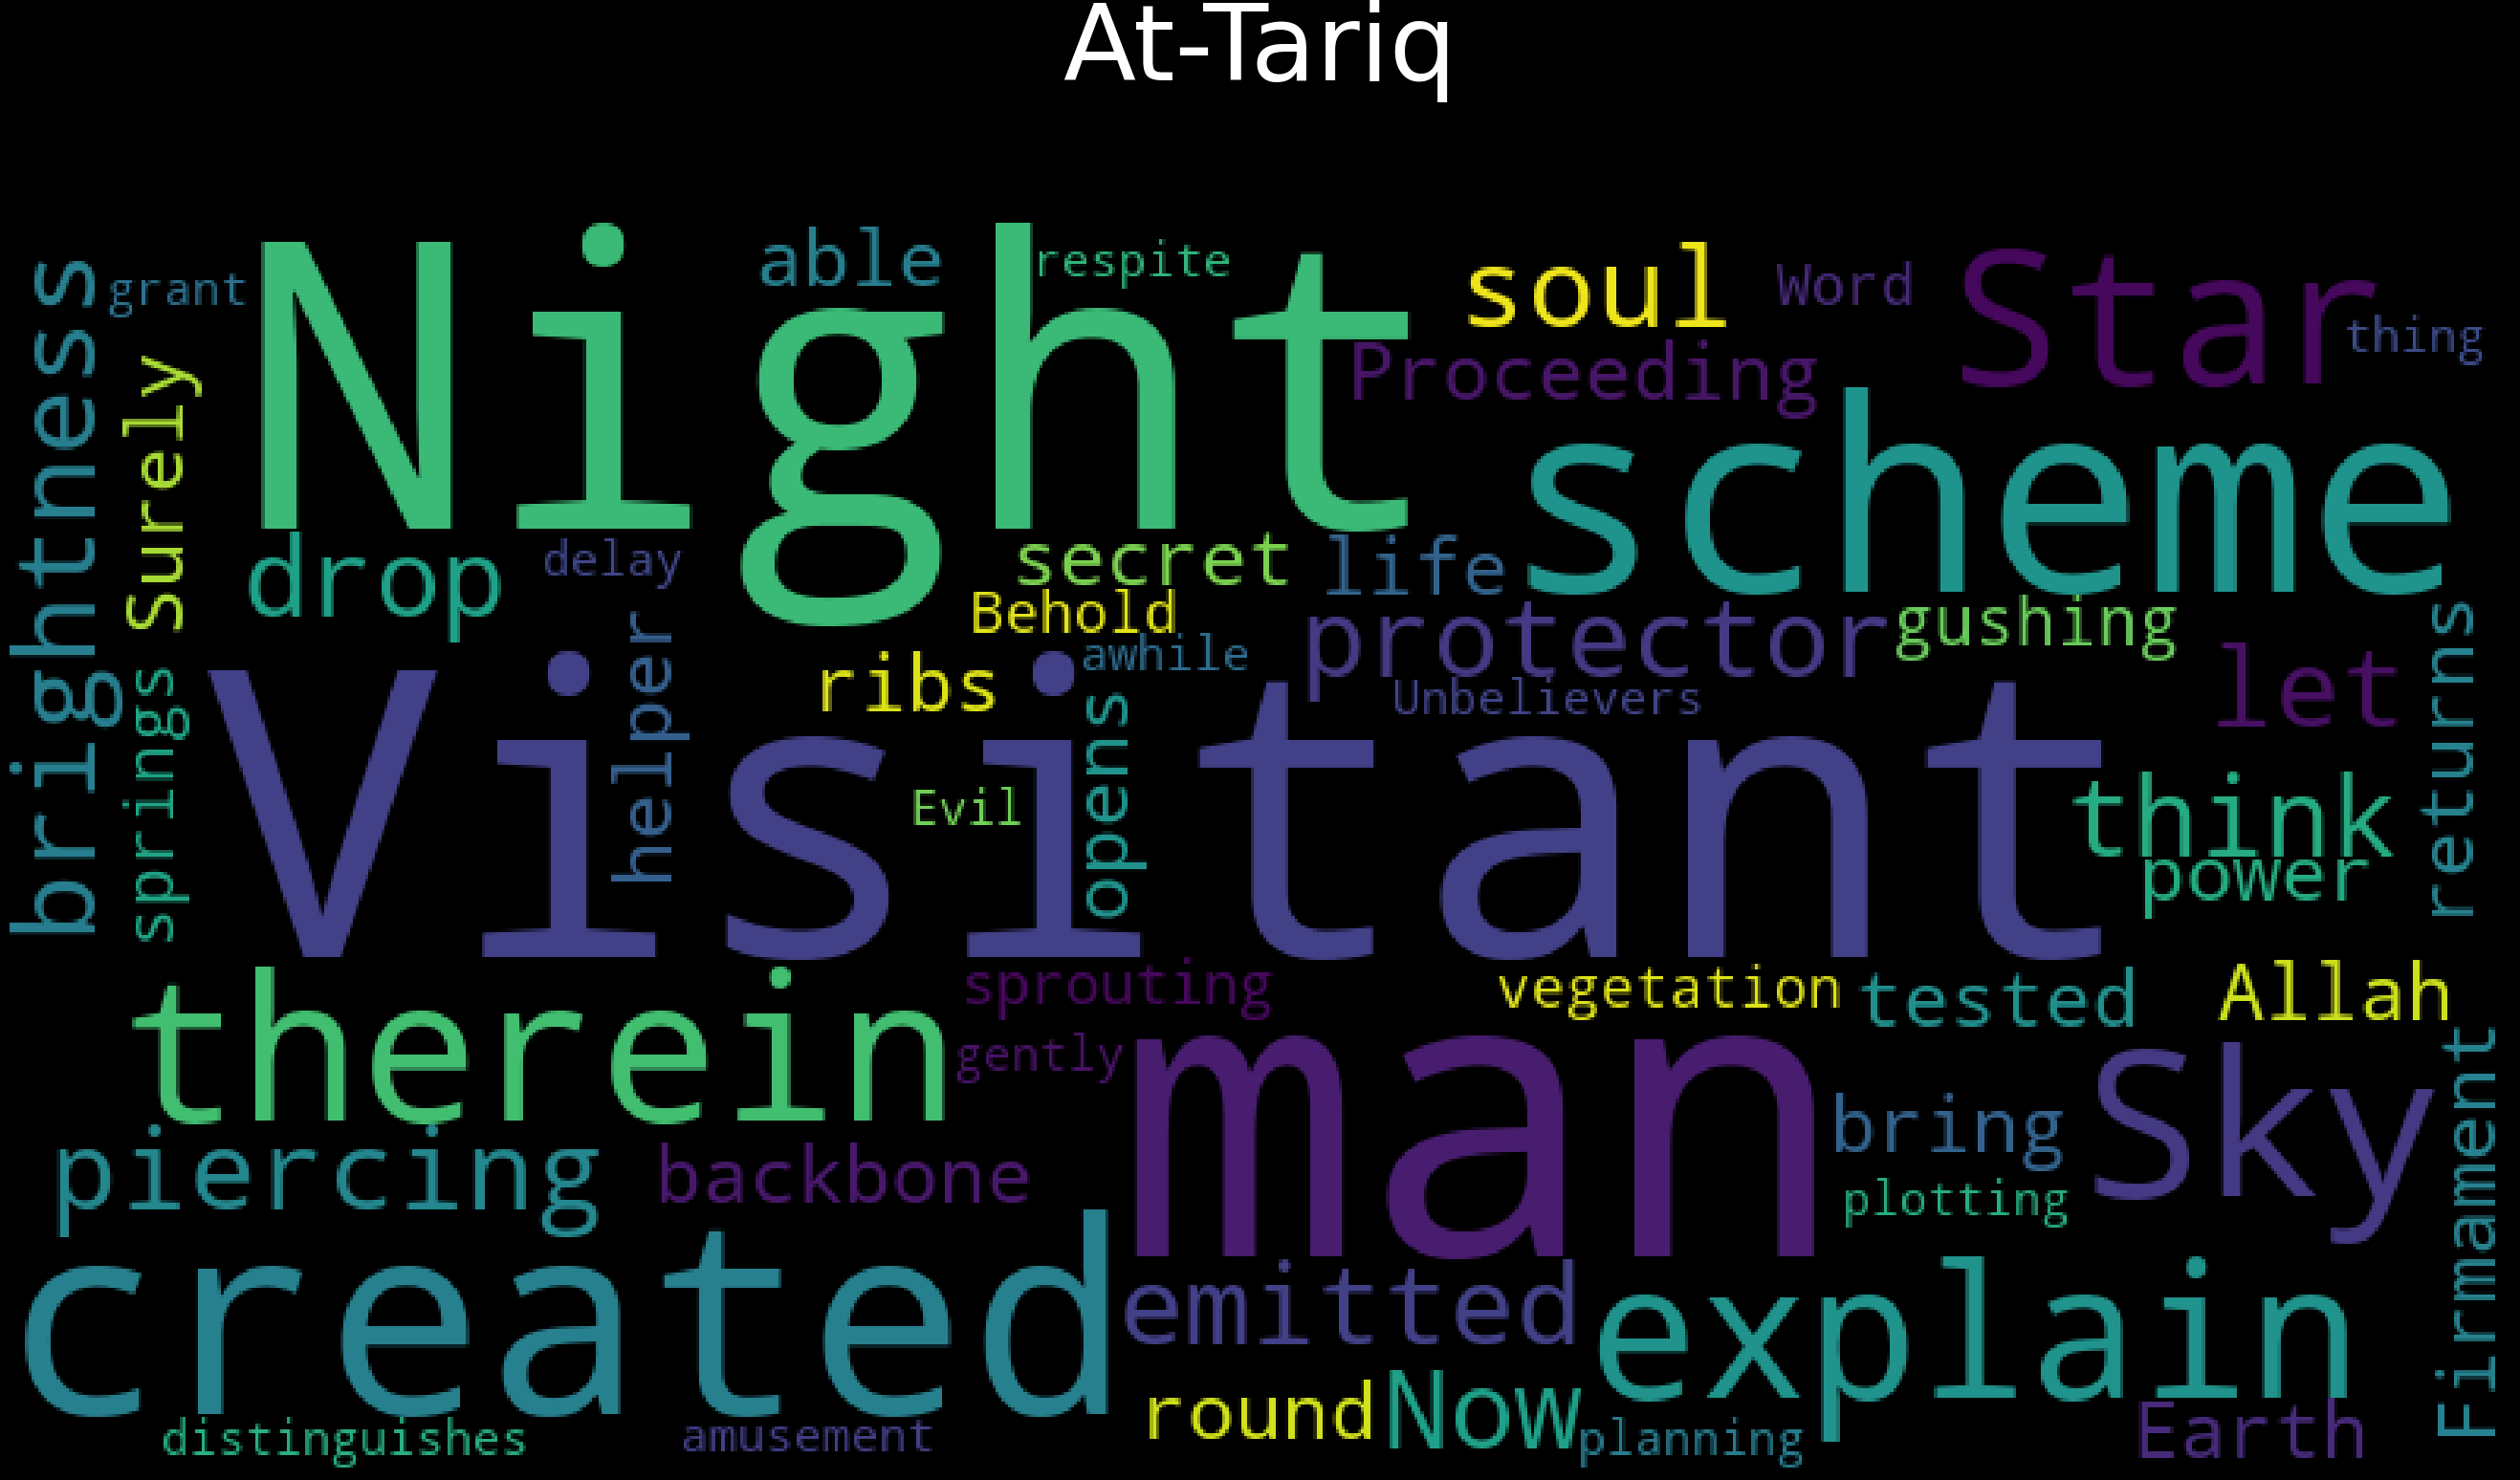 At-Tariq
Night
able
respite
soul
Word
Star
thing
grant
brightness
Surely
Proceeding
scheme
drop
delay
secret
life
Behold
awhile
protector
gushing
returns
helper
ribs
Unbelievers
let
springs
Visitant
Evil
opens
think
power
therein
sprouting
vegetation
tested
Allah
gently
man
Firmament
piercing
backbone
bring
Sky
plotting
created
emitted
explain
round
Now
planning
Earth
distinguishes
amusement